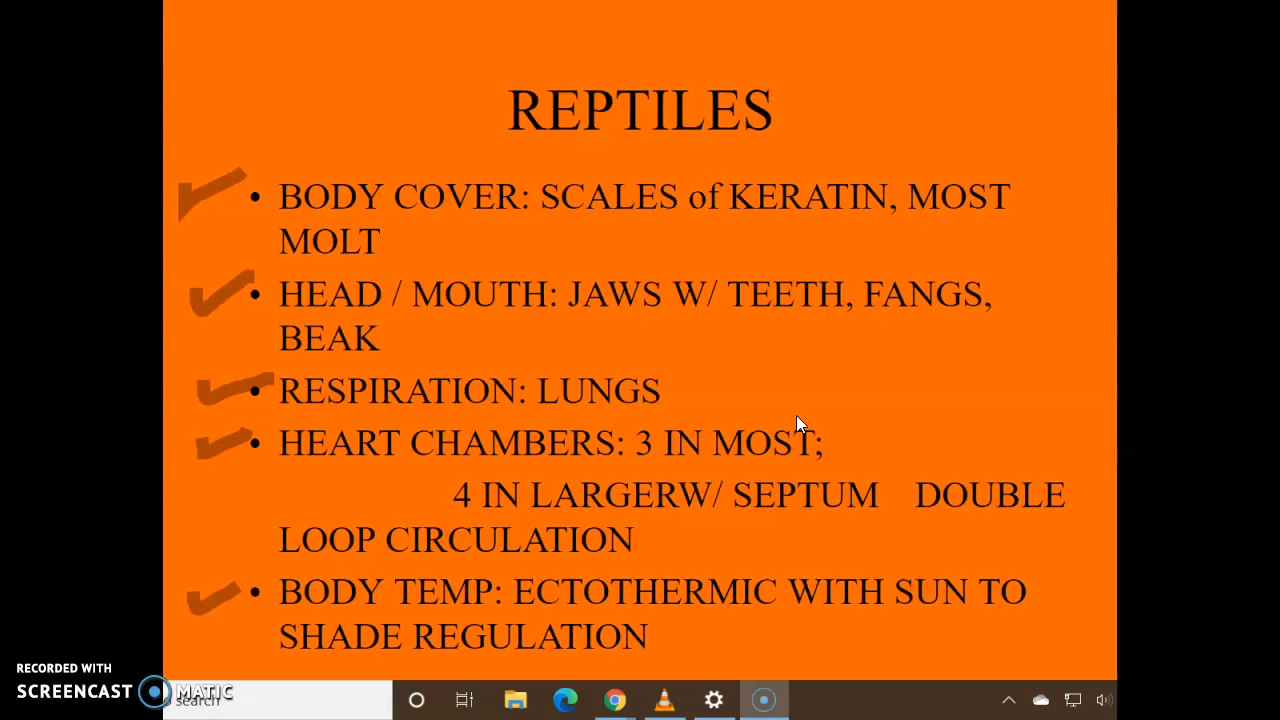 REPTILES
• BODY COVER: SCALES of KERATIN, MOST
MOLT
• HEAD / MOUTH: JAWS W/ TEETH, FANGS,
BEAK
• RESPIRATION: LUNGS
• HEART CHAMBERS: 3 IN MOST;
4 IN LARGERW/ SEPTUM DOUBLE
LOOP CIRCULATION
• BODY TEMP: ECTOTHERMIC WITH SUN TO
SHADE REGULATION
RECORDED WITH
SCREENCAST MATIC
search